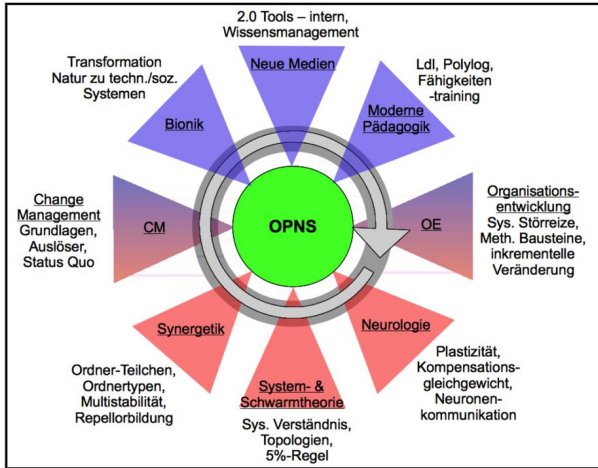 2.0 Tools – intern,
Wissensmanagement
Neue Medien
LdI, Polylog,
Fähigkeiten
-training
Moderne
Pädagogik
Organisations-
entwicklung
Sys. Störreize,
Meth. Bausteine,
inkrementelle
Veränderung
OE
Neurologie
Plastizität,
Kompensations-
gleichgewicht,
Neuronen-
kommunikation
System- &
Schwarmtheorie
Sys. Verständnis,
Topologien,
5%-Regel
Synergetik
Ordner-Teilchen,
Ordnertypen,
Multistabilität,
Repellorbildung
Change
Management
Grundlagen,
Auslöser,
Status Quo
CM
Transformation
Natur zu techn./soz.
Systemen
Bionik
OPNS